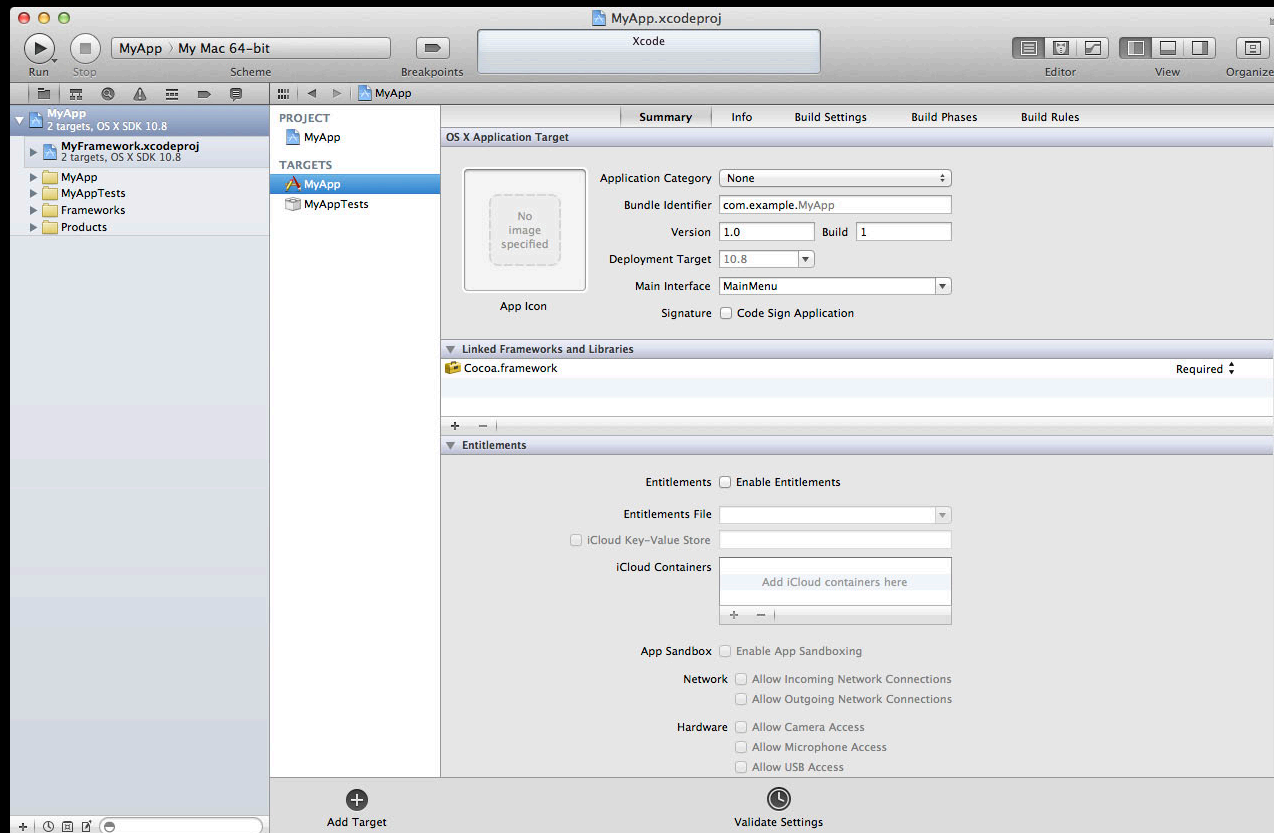 MyApp.xcodeproj
MyApp
My Mac 64-bit
Xcode
Run
Stop
Scheme
Breakpoints
Editor
View
Organize
MyApp
MyApp
2 targets, OS X SDK 10.8
MyFramework.xcodeproj
2 targets, OS X SDK 10.8
MyApp
MyAppTests
Frameworks
Products
PROJECT
MyApp
TARGETS
MyApp
MyAppTests
Summary
Info
Build Settings
Build Phases
Build Rules
OS X Application Target
No
image
specified
App Icon
Application Category None
Bundle Identifier com.example.MyApp
Version 1.0 Build 1
Deployment Target 10.8
Main Interface MainMenu
Signature Code Sign Application
Linked Frameworks and Libraries
Cocoa.framework Required
Entitlements
Entitlements Enable Entitlements
Entitlements File
iCloud Key-Value Store
iCloud Containers
Add iCloud containers here
App Sandbox Enable App Sandboxing
Network Allow Incoming Network Connections
Allow Outgoing Network Connections
Hardware Allow Camera Access
Allow Microphone Access
Allow USB Access
Add Target
Validate Settings